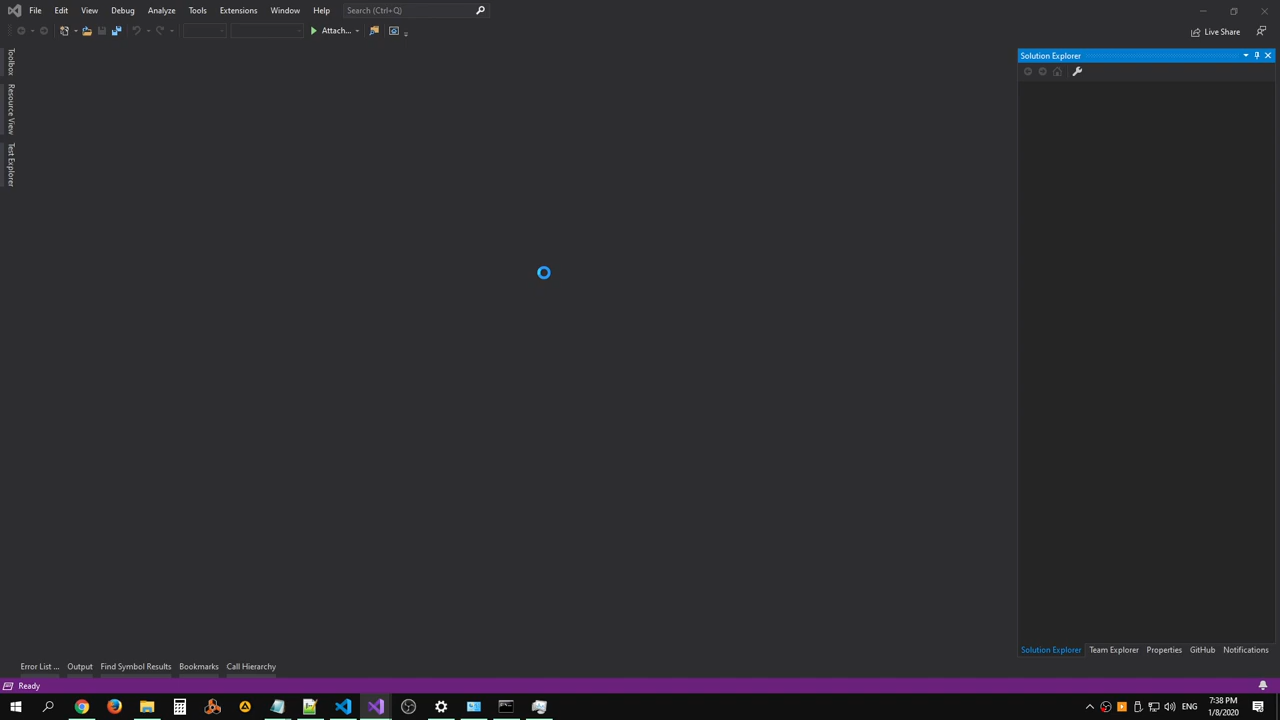 File Edit View Debug Analyze Tools Extensions Window Help Search (Ctrl+Q)
Attach... Live Share
Toolbox
Resource View
Test Explorer
Solution Explorer
Error List ... Output Find Symbol Results Bookmarks Call Hierarchy
Solution Explorer Team Explorer Properties GitHub Notifications
Ready
ENG
7:38 PM
1/8/2020